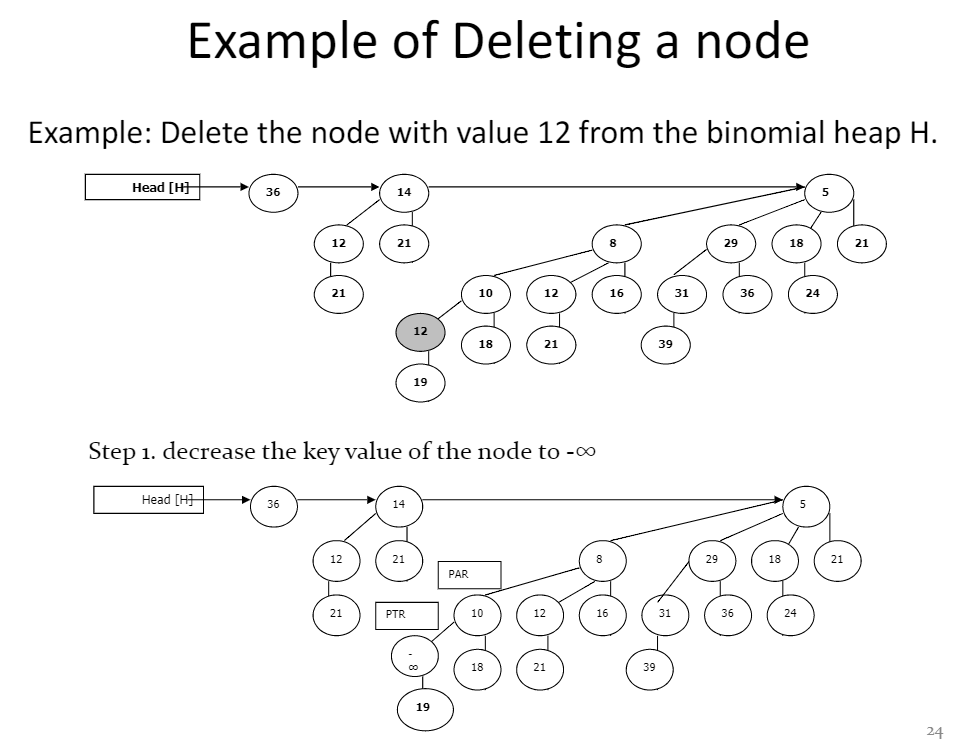 Example of Deleting a node
Example: Delete the node with value 12 from the binomial heap H.
Head [H] 36 14 5
12 21 8 29 18 21
21 10 12 16 31 36 24
12 18 21 39
19
Step 1. decrease the key value of the node to -∞
Head [H] 36 14 5
12 21 8 29 18 21
PAR
21 PTR 10 12 16 31 36 24
-∞ 18 21 39
19
24